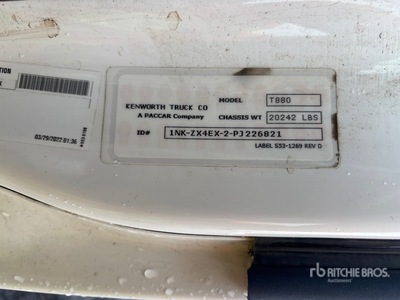 TION
03/29/2022 01:36
KENWORTH TRUCK CO
A PACCAR Company
MODEL T880
CHASSIS WT 20242 LBS
ID# 1NK-ZX4EX-2-PJ226821
LABEL S33-1269 REV D
rb RITCHIE BROS.
Auctioneers